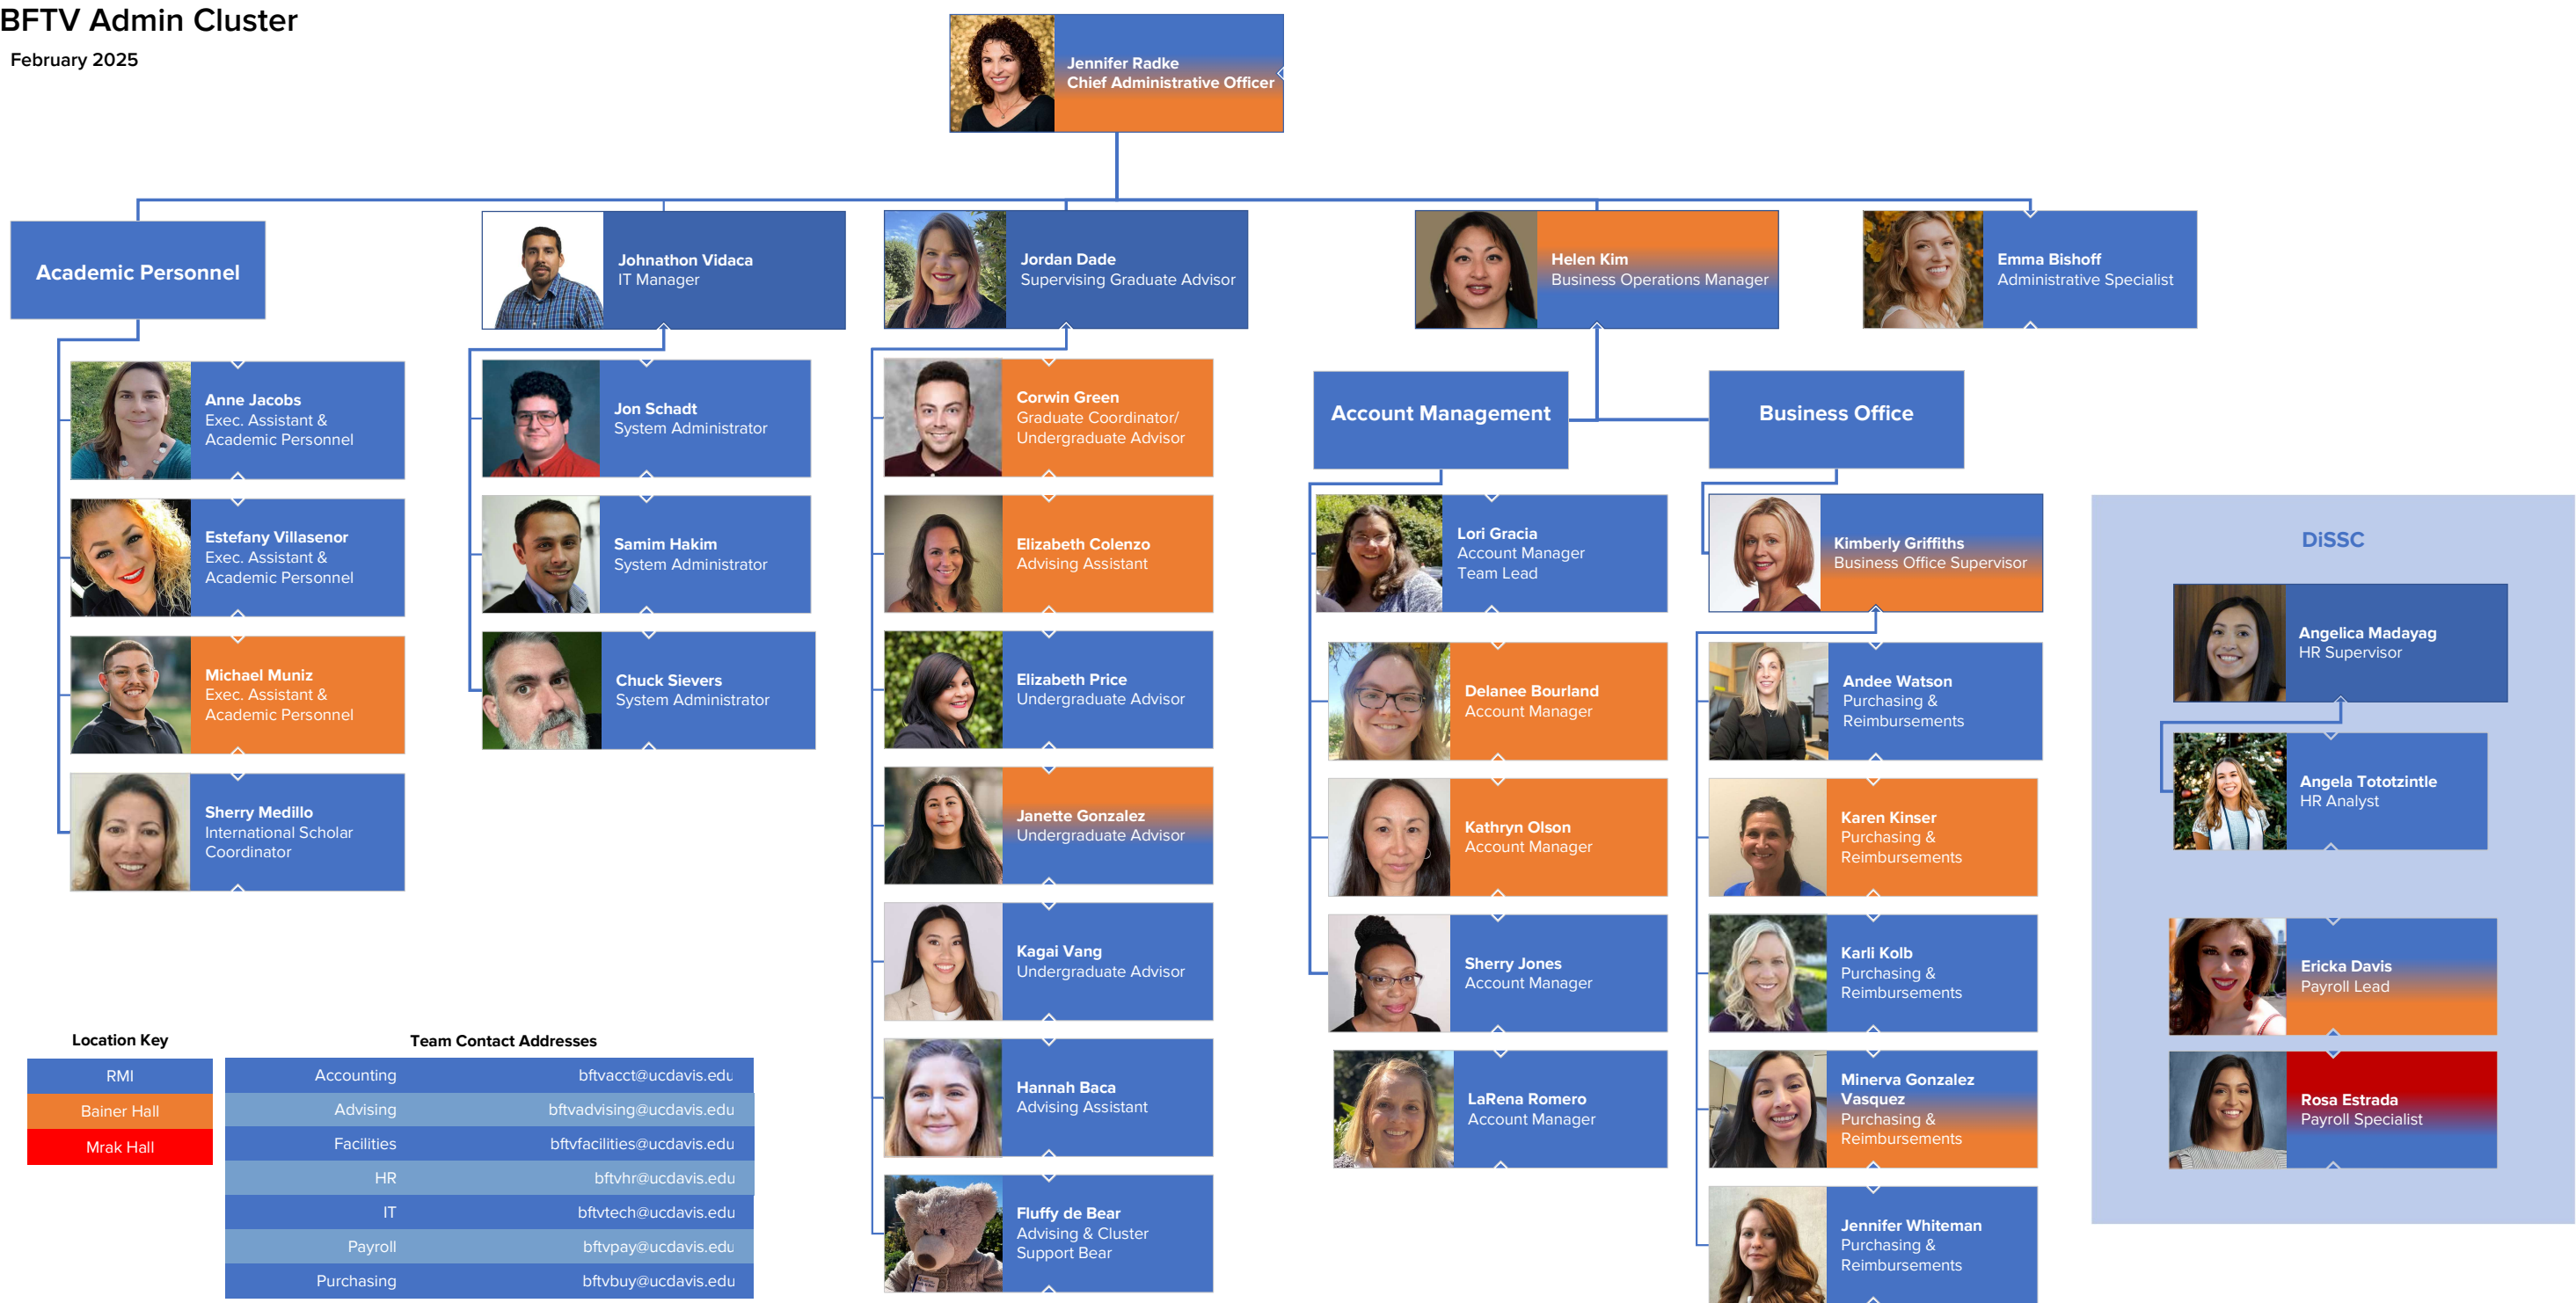 BFTV Admin Cluster
February 2025
Jennifer Radke
Chief Administrative Officer
Academic Personnel
Anne Jacobs
Exec. Assistant &
Academic Personnel
Estefany Villasenor
Exec. Assistant &
Academic Personnel
Michael Muniz
Exec. Assistant &
Academic Personnel
Sherry Medillo
International Scholar
Coordinator
Johnathon Vidaca
IT Manager
Jon Schadt
System Administrator
Samim Hakim
System Administrator
Chuck Sievers
System Administrator
Jordan Dade
Supervising Graduate Advisor
Corwin Green
Graduate Coordinator/
Undergraduate Advisor
Elizabeth Colenzo
Advising Assistant
Elizabeth Price
Undergraduate Advisor
Janette Gonzalez
Undergraduate Advisor
Kagai Vang
Undergraduate Advisor
Hannah Baca
Advising Assistant
Fluffy de Bear
Advising & Cluster
Support Bear
Helen Kim
Business Operations Manager
Account Management
Lori Gracia
Account Manager
Team Lead
Delanee Bourland
Account Manager
Kathryn Olson
Account Manager
Sherry Jones
Account Manager
LaRena Romero
Account Manager
Business Office
Kimberly Griffiths
Business Office Supervisor
Andee Watson
Purchasing &
Reimbursements
Karen Kinser
Purchasing &
Reimbursements
Karli Kolb
Purchasing &
Reimbursements
Minerva Gonzalez
Vasquez
Purchasing &
Reimbursements
Jennifer Whiteman
Purchasing &
Reimbursements
Emma Bishoff
Administrative Specialist
DiSSC
Angelica Madayag
HR Supervisor
Angela Tototzintle
HR Analyst
Ericka Davis
Payroll Lead
Rosa Estrada
Payroll Specialist
Location Key
RMI
Bainer Hall
Mrak Hall
Team Contact Addresses
Accounting bftvacct@ucdavis.edu
Advising bftvadvising@ucdavis.edu
Facilities bftvfacilities@ucdavis.edu
HR bftvhr@ucdavis.edu
IT bftvtech@ucdavis.edu
Payroll bftvpay@ucdavis.edu
Purchasing bftvbuy@ucdavis.edu